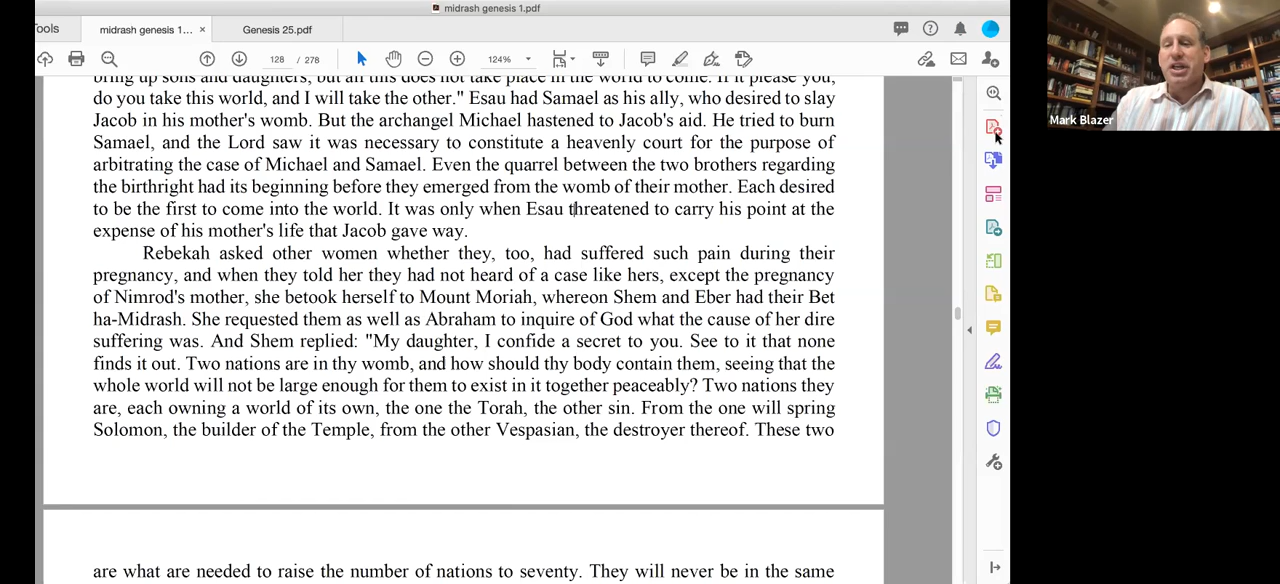 midrash genesis 1.pdf
ools
midrash genesis 1... ×
Genesis 25.pdf
128 / 278
124%
Mark Blazer
bring up sons and daughters, but all this does not take place in the world to come. If it please you,
do you take this world, and I will take the other." Esau had Samael as his ally, who desired to slay
Jacob in his mother's womb. But the archangel Michael hastened to Jacob's aid. He tried to burn
Samael, and the Lord saw it was necessary to constitute a heavenly court for the purpose of
arbitrating the case of Michael and Samael. Even the quarrel between the two brothers regarding
the birthright had its beginning before they emerged from the womb of their mother. Each desired
to be the first to come into the world. It was only when Esau threatened to carry his point at the
expense of his mother's life that Jacob gave way.
Rebekah asked other women whether they, too, had suffered such pain during their
pregnancy, and when they told her they had not heard of a case like hers, except the pregnancy
of Nimrod's mother, she betook herself to Mount Moriah, whereon Shem and Eber had their Bet
ha-Midrash. She requested them as well as Abraham to inquire of God what the cause of her dire
suffering was. And Shem replied: "My daughter, I confide a secret to you. See to it that none
finds it out. Two nations are in thy womb, and how should thy body contain them, seeing that the
whole world will not be large enough for them to exist in it together peaceably? Two nations they
are, each owning a world of its own, the one the Torah, the other sin. From the one will spring
Solomon, the builder of the Temple, from the other Vespasian, the destroyer thereof. These two
are what are needed to raise the number of nations to seventy. They will never be in the same